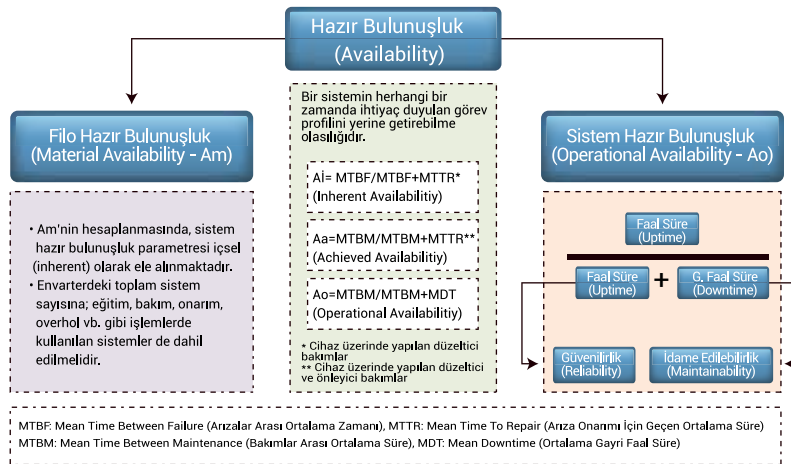 Hazır Bulunuşluk
(Availability)
Filo Hazır Bulunuşluk
(Material Availability - Am)
• Am'nin hesaplanmasında, sistem
hazır bulunuşluk parametresi içsel
(inherent) olarak ele alınmaktadır.
• Envarterdeki toplam sistem
sayısına; eğitim, bakım, onarım,
overhol vb. gibi işlemlerde
kullanılan sistemler de dahil
edilmelidir.
Bir sistemin herhangi bir
zamanda ihtiyaç duyulan görev
profilini yerine getirebilme
olasılığıdır.
Aİ= MTBF/MTBF+MTTR*
(Inherent Availabilitiy)
Aa=MTBM/MTBM+MTTR**
(Achieved Availabilitiy)
Ao=MTBM/MTBM+MDT
(Operational Availabilitiy)
* Cihaz üzerinde yapılan düzeltici
bakımlar
** Cihaz üzerinde yapılan düzeltici
ve önleyici bakımlar
Sistem Hazır Bulunuşluk
(Operational Availability - Ao)
Faal Süre
(Uptime)
Faal Süre
(Uptime)
+
G. Faal Süre
(Downtime)
Güvenilirlik
(Reliability)
İdame Edilebilirlik
(Maintainability)
MTBF: Mean Time Between Failure (Arızalar Arası Ortalama Zamanı), MTTR: Mean Time To Repair (Arıza Onarımı İçin Geçen Ortalama Süre)
MTBM: Mean Time Between Maintenance (Bakımlar Arası Ortalama Süre), MDT: Mean Downtime (Ortalama Gayri Faal Süre)